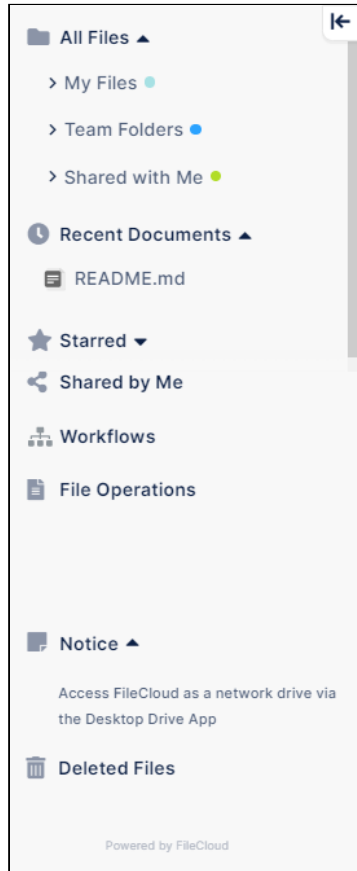 All Files
My Files
Team Folders
Shared with Me
Recent Documents
README.md
Starred
Shared by Me
Workflows
File Operations
Notice
Access FileCloud as a network drive via
the Desktop Drive App
Deleted Files
Powered by FileCloud